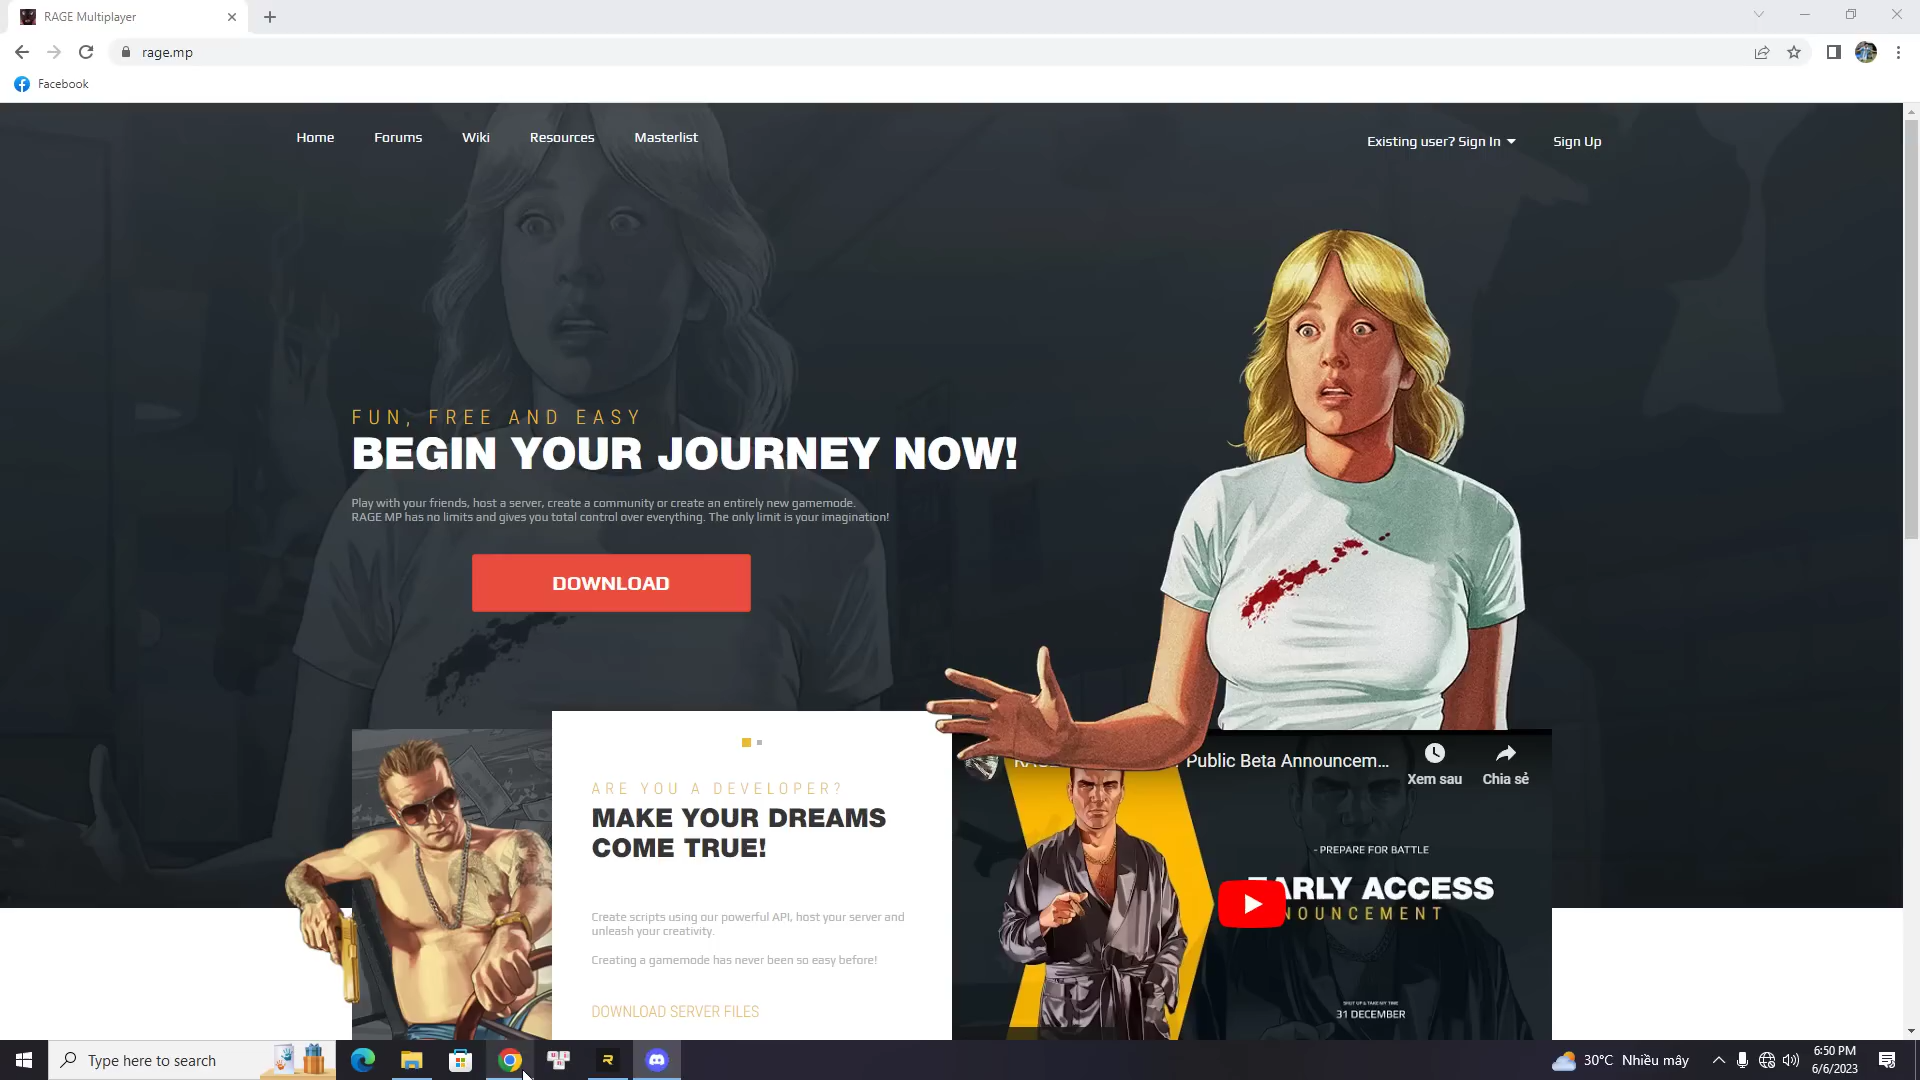 RAGE Multiplayer
rage.mp
Facebook
Home Forums Wiki Resources Masterlist
Existing user? Sign In Sign Up
FUN, FREE AND EASY
BEGIN YOUR JOURNEY NOW!
Play with your friends, host a server, create a community or create an entirely new gamemode.
RAGE MP has no limits and gives you total control over everything. The only limit is your imagination!
DOWNLOAD
ARE YOU A DEVELOPER?
MAKE YOUR DREAMS
COME TRUE!
Create scripts using our powerful API, host your server and
unleash your creativity.
Creating a gamemode has never been so easy before!
DOWNLOAD SERVER FILES
Public Beta Announcem...
Xem sau
Chia sẻ
- PREPARE FOR BATTLE
EARLY ACCESS
NOUNCEMENT
31 DECEMBER
Type here to search
30°C Nhiều mây
6:50 PM
6/6/2023